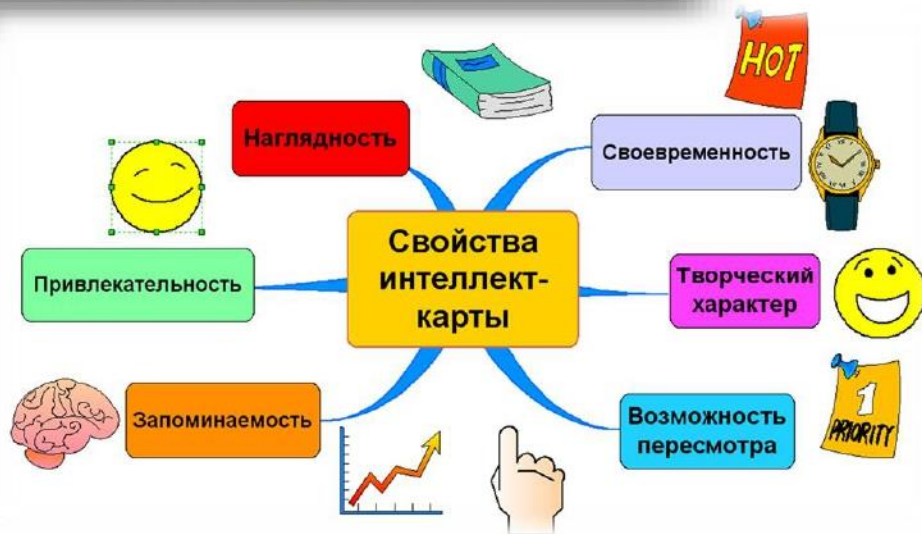 HOT
Наглядность
Своевременность
Свойства
интеллект-
карты
Привлекательность
Творческий
характер
Запоминаемость
Возможность
пересмотра
1
PRIORITY